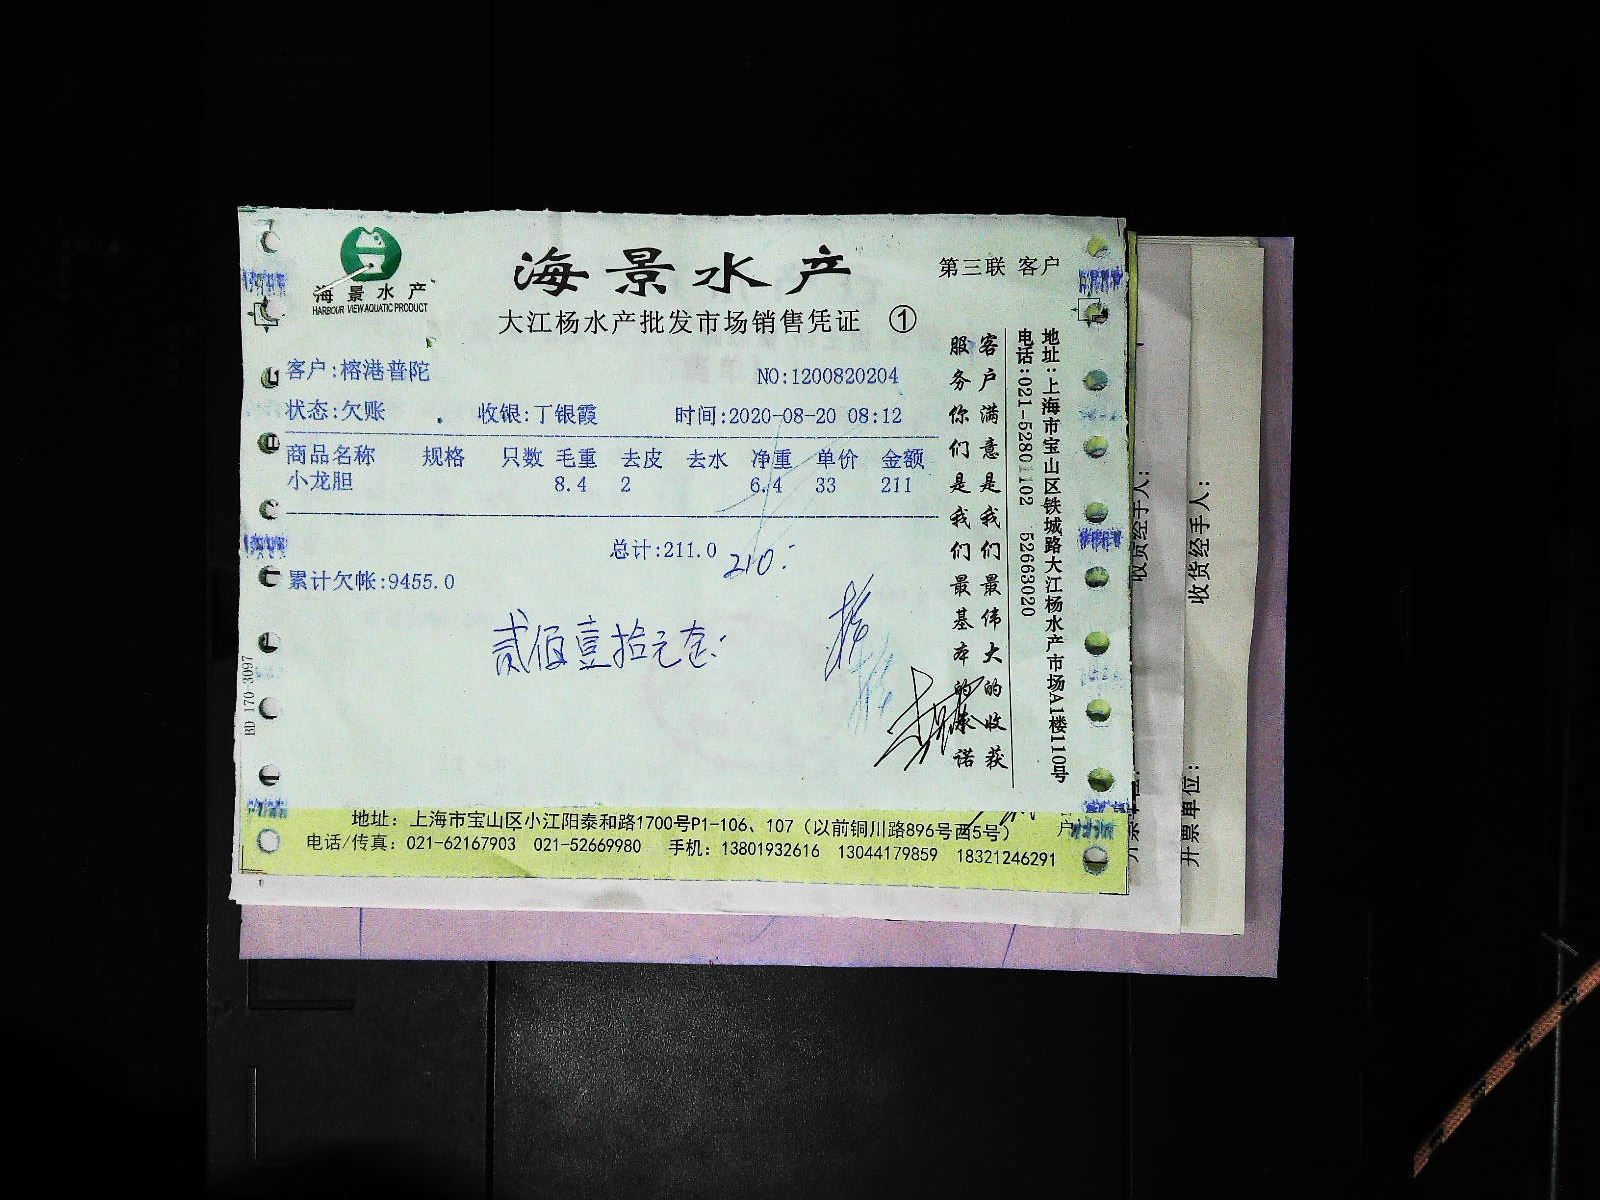 海景水产
HARBOUR VIEW AQUATIC PRODUCT
海景水产
第三联 客户
大江杨水产批发市场销售凭证 ①
客户:榕港普陀
NO:1200820204
状态:欠账 收银:丁银霞 时间:2020-08-20 08:12
商品名称 规格 只数 毛重 去皮 去水 净重 单价 金额
小龙胆 8.4 2 6.4 33 211
总计:211.0
210:
累计欠帐:9455.0
贰佰壹拾元
客户满意是我们最伟大的收获
服务你们是我们最基本的承诺
地址:上海市宝山区铁城路大江杨水产市场A1楼110号
电话:021-52801102 52663020
BD 170 3097
地址：上海市宝山区小江阳泰和路1700号P1-106、107（以前铜川路896号西5号）
电话/传真：021-62167903 021-52669980 手机：13801932616 13044179859 18321246291
户
收货经手人：
收货经手人：
开票单位：